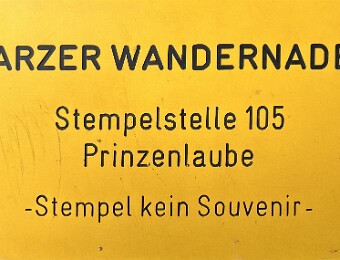 ARZER WANDERNADE
Stempelstelle 105
Prinzenlaube
-Stempel kein Souvenir-